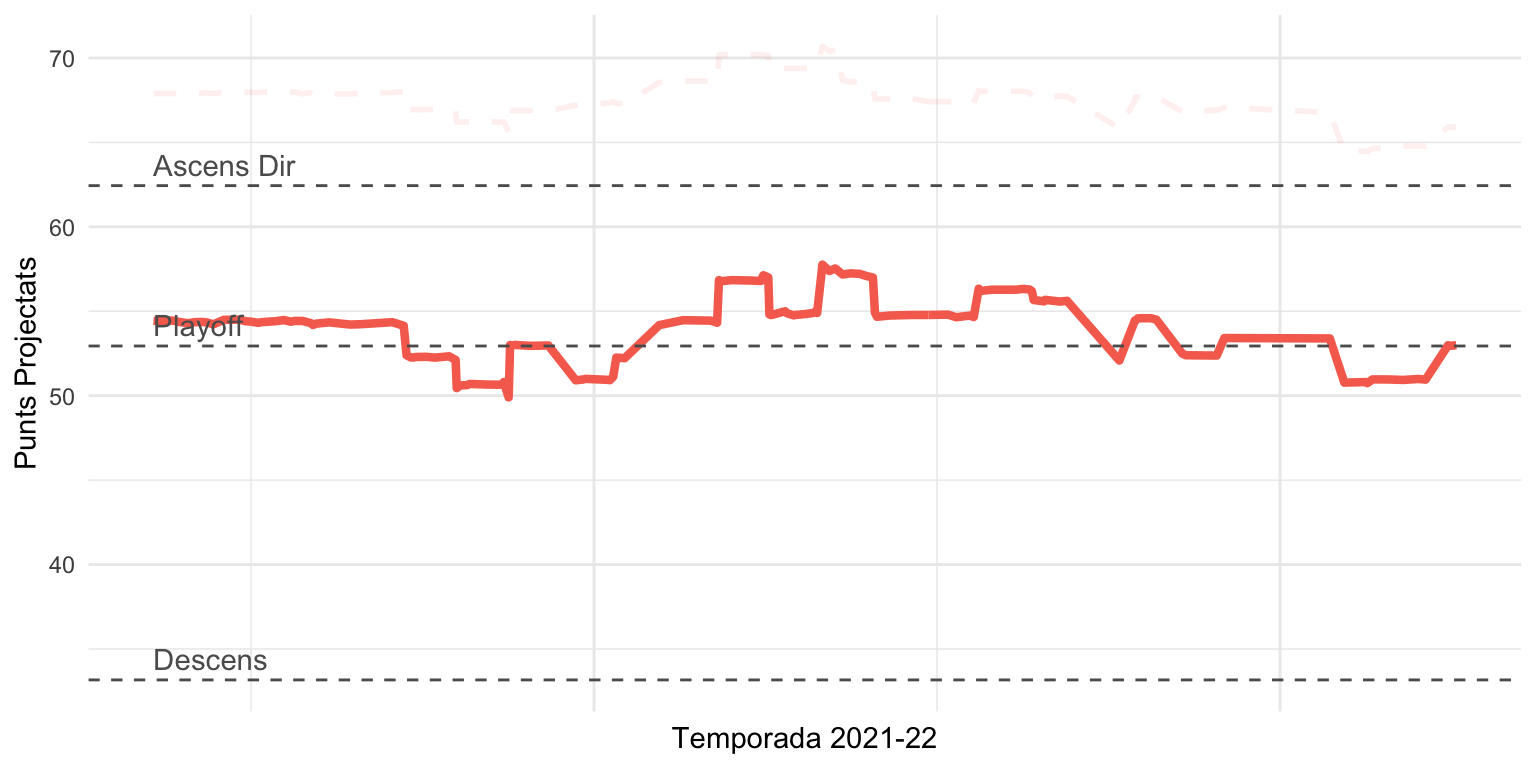 70
Ascens Dir
60
Playoff
50
40
Descens
Punts Projectats
Temporada 2021-22